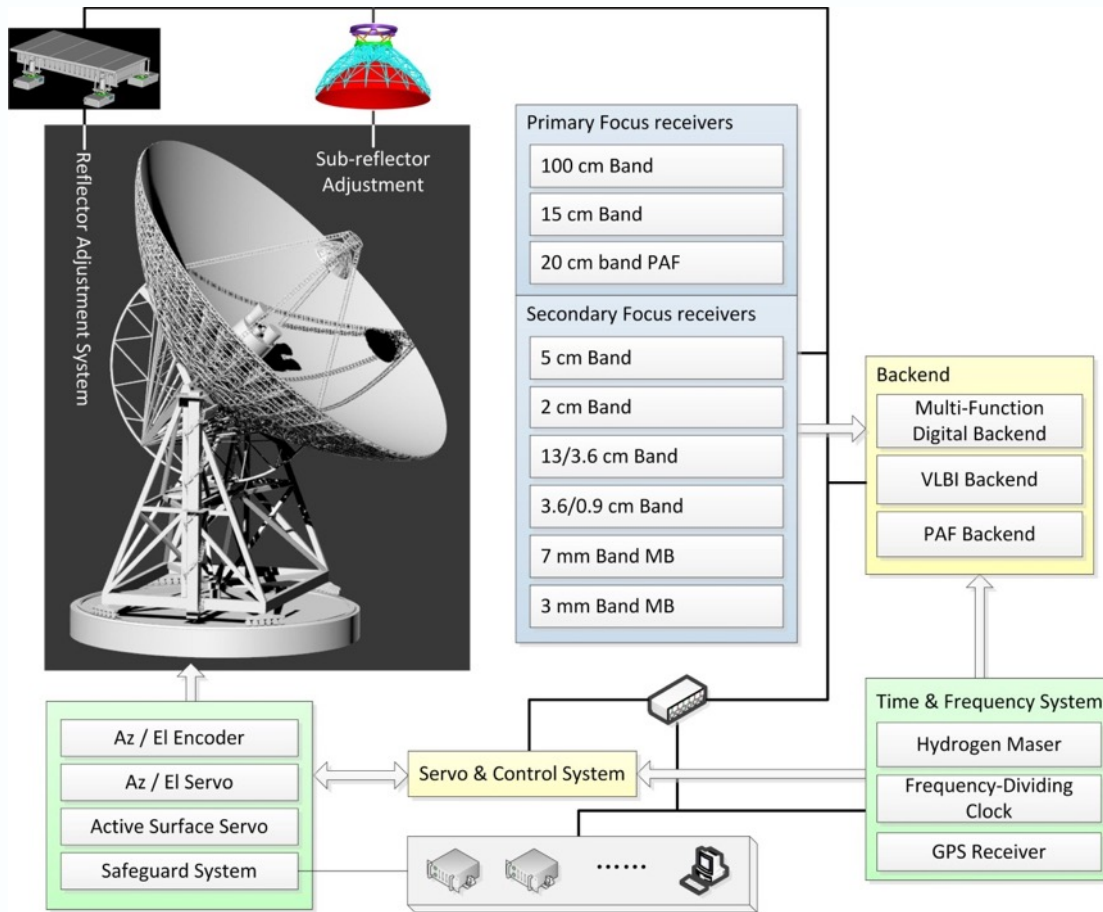 Reflector Adjustment System
Sub-reflector
Adjustment
Primary Focus receivers
100 cm Band
15 cm Band
20 cm band PAF
Secondary Focus receivers
5 cm Band
2 cm Band
13/3.6 cm Band
3.6/0.9 cm Band
7 mm Band MB
3 mm Band MB
Backend
Multi-Function
Digital Backend
VLBI Backend
PAF Backend
Az / El Encoder
Az / El Servo
Active Surface Servo
Safeguard System
Servo & Control System
......
Time & Frequency System
Hydrogen Maser
Frequency-Dividing
Clock
GPS Receiver